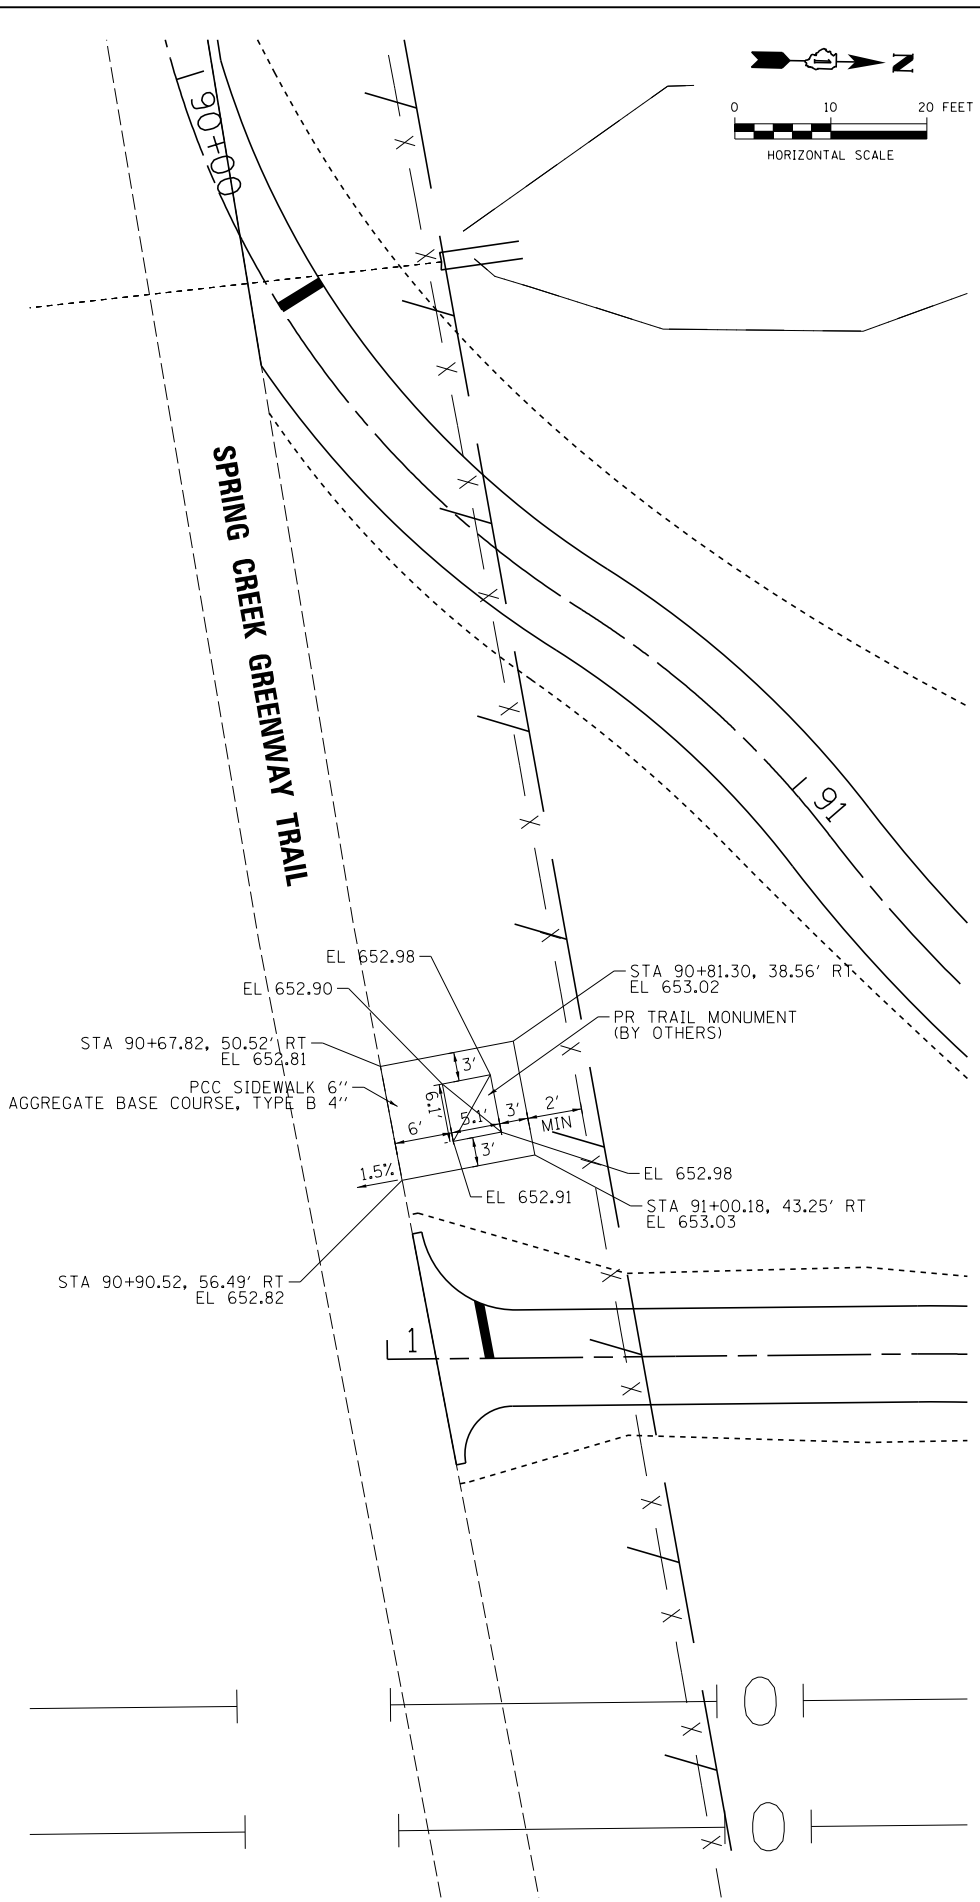 N
0 10 20 FEET
HORIZONTAL SCALE
90+00
SPRING CREEK GREENWAY TRAIL
91
EL 652.98
EL 652.90
STA 90+67.82, 50.52' RT
EL 652.81
PCC SIDEWALK 6''
AGGREGATE BASE COURSE, TYPE B 4''
STA 90+81.30, 38.56' RT
EL 653.02
PR TRAIL MONUMENT
(BY OTHERS)
3'
6.1'
5.1'
3'
2'
MIN
6'
3'
1.5%
EL 652.91
EL 652.98
STA 91+00.18, 43.25' RT
EL 653.03
STA 90+90.52, 56.49' RT
EL 652.82
1
0
0